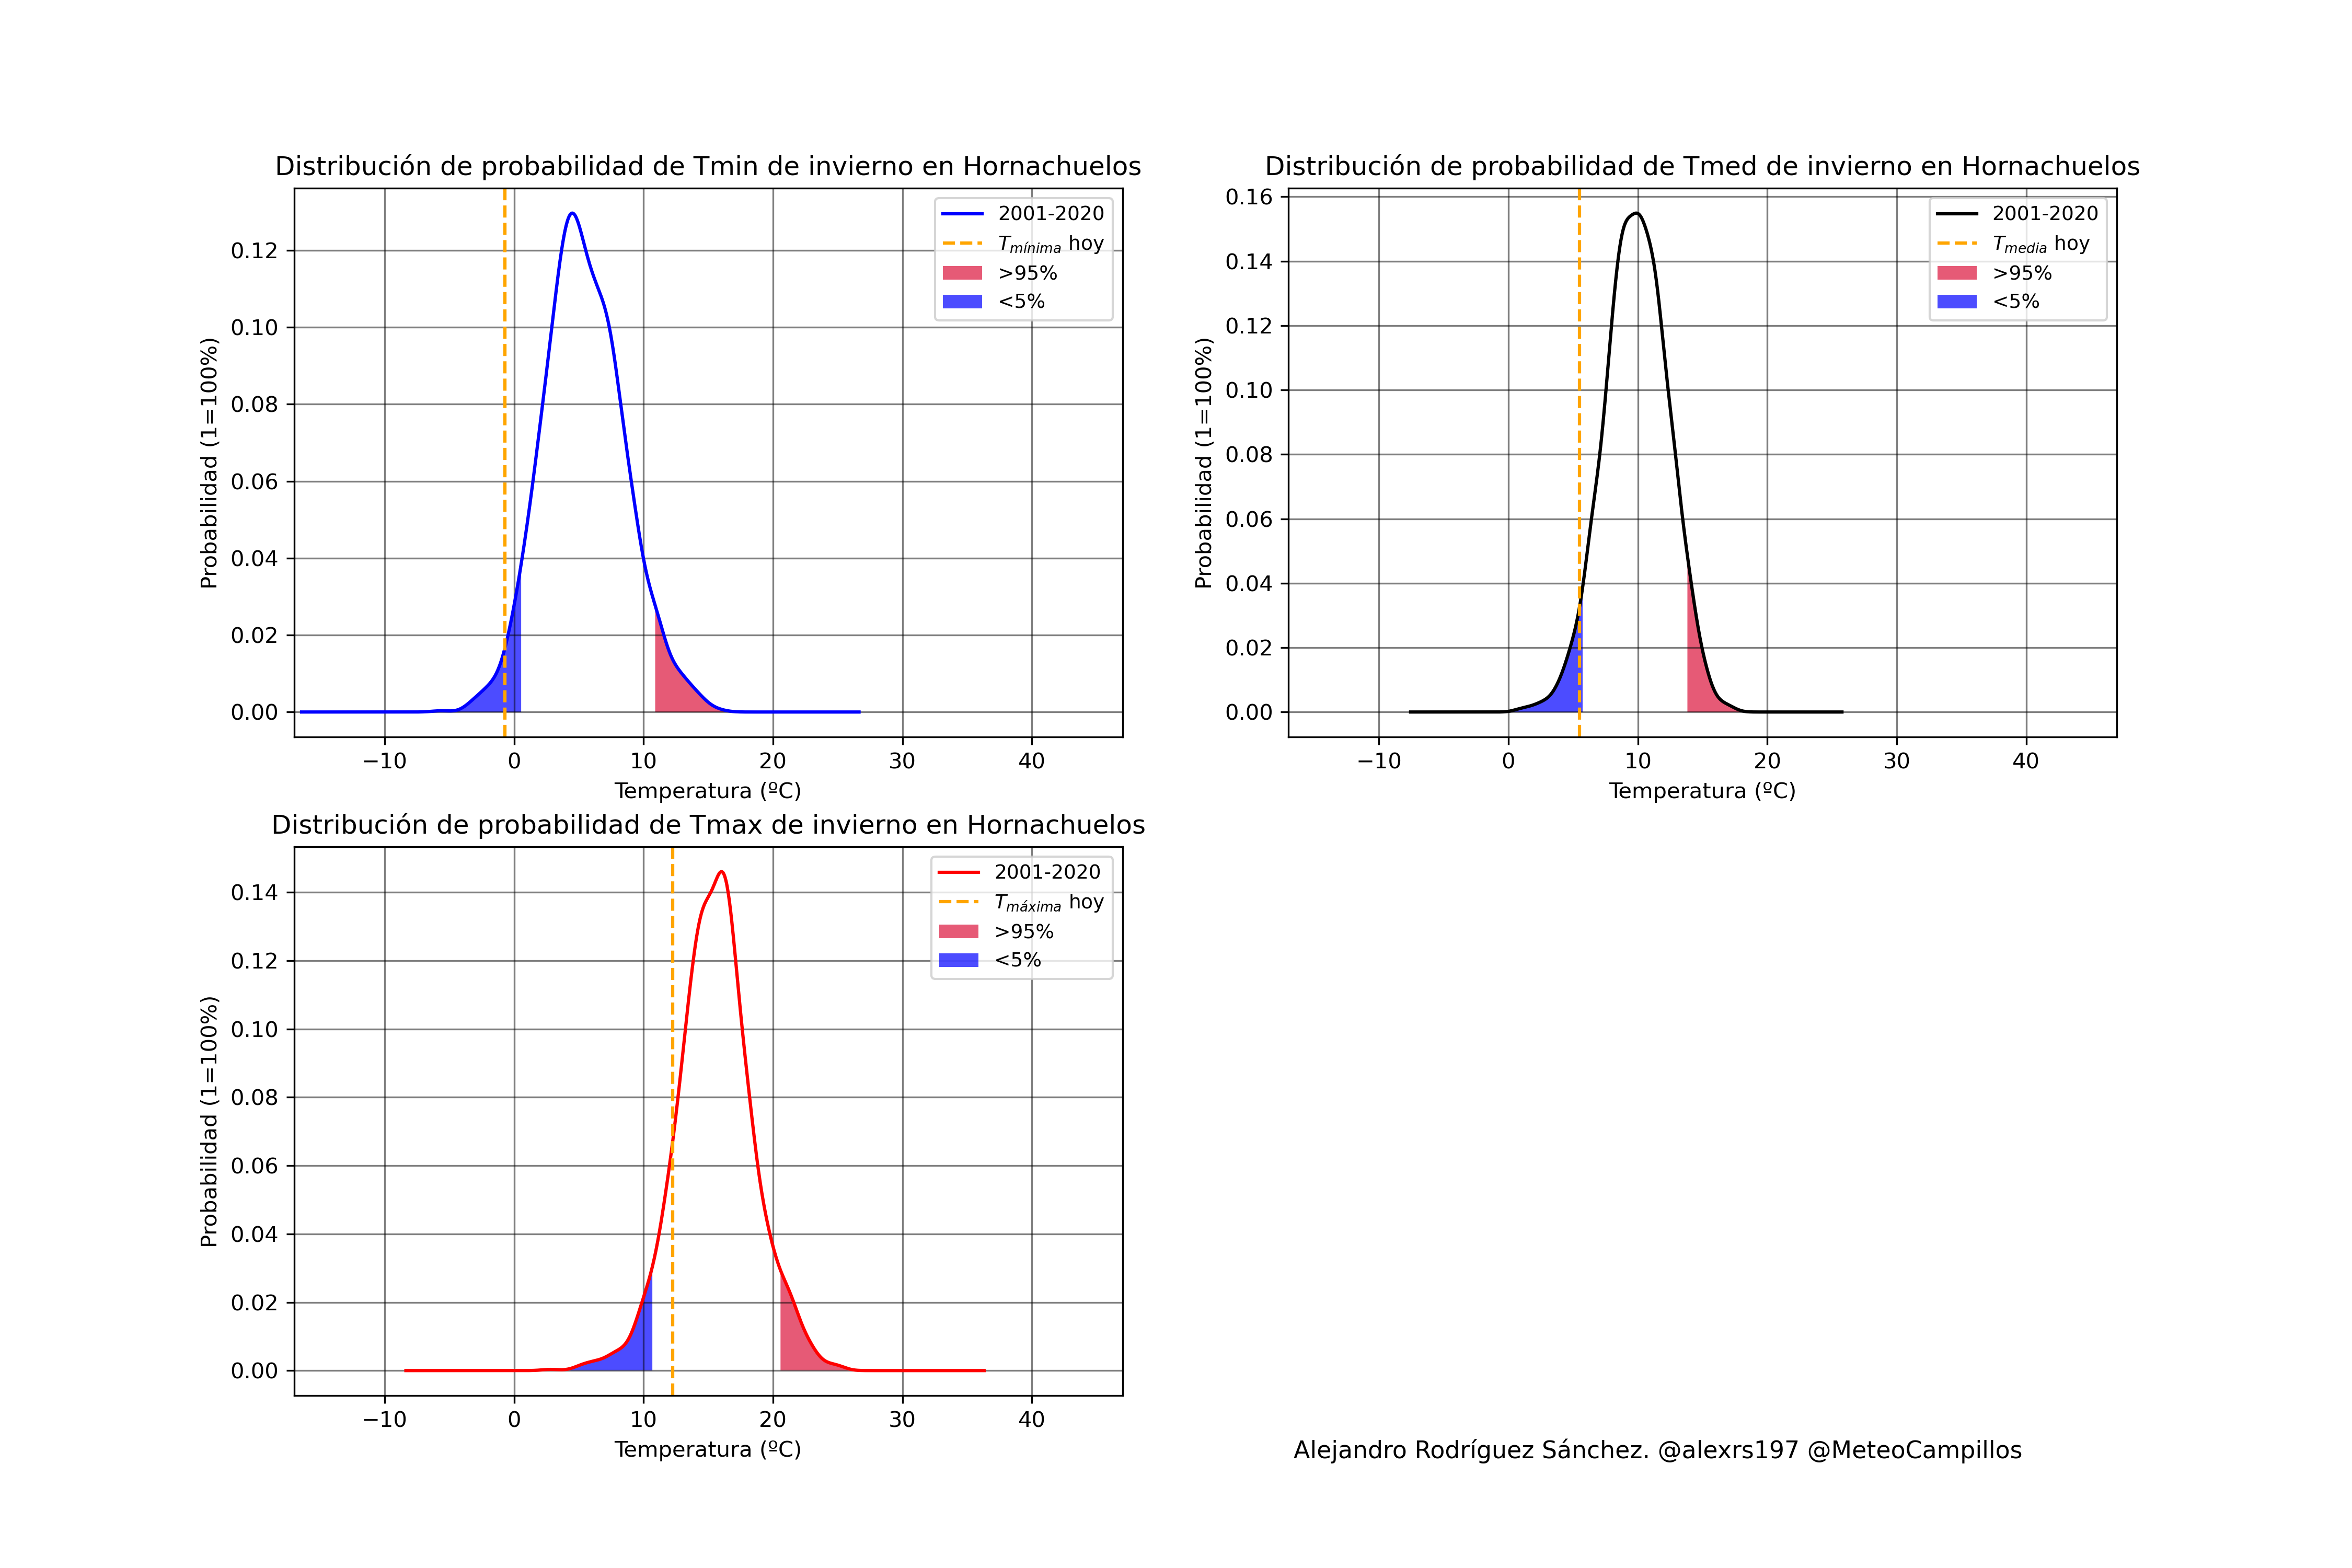 Distribución de probabilidad de Tmin de invierno en Hornachuelos
Probabilidad (1=100%)
0.12
0.10
0.08
0.06
0.04
0.02
0.00
2001-2020
Tmínima hoy
>95%
<5%
−10 0 10 20 30 40
Temperatura (ºC)
Distribución de probabilidad de Tmed de invierno en Hornachuelos
Probabilidad (1=100%)
0.16
0.14
0.12
0.10
0.08
0.06
0.04
0.02
0.00
2001-2020
Tmedia hoy
>95%
<5%
−10 0 10 20 30 40
Temperatura (ºC)
Distribución de probabilidad de Tmax de invierno en Hornachuelos
Probabilidad (1=100%)
0.14
0.12
0.10
0.08
0.06
0.04
0.02
0.00
2001-2020
Tmáxima hoy
>95%
<5%
−10 0 10 20 30 40
Temperatura (ºC)
Alejandro Rodríguez Sánchez. @alexrs197 @MeteoCampillos